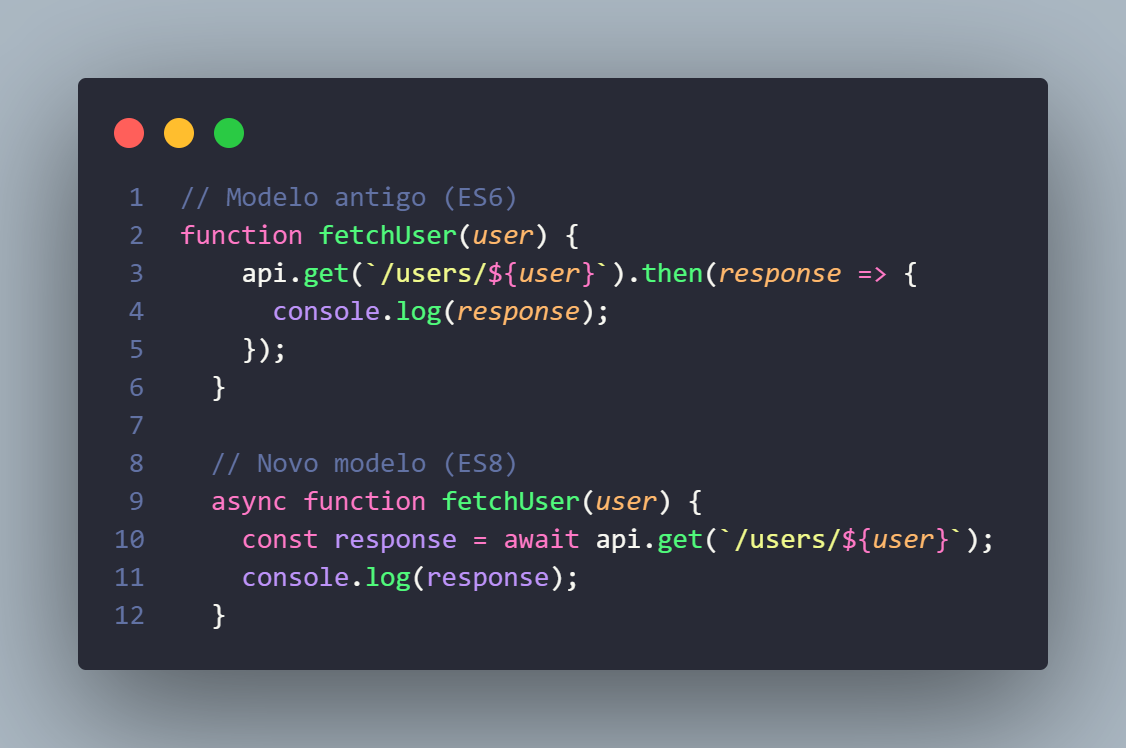 1 // Modelo antigo (ES6)
2 function fetchUser(user) {
3     api.get(`/users/${user}`).then(response => {
4       console.log(response);
5     });
6   }
7
8   // Novo modelo (ES8)
9   async function fetchUser(user) {
10     const response = await api.get(`/users/${user}`);
11     console.log(response);
12   }